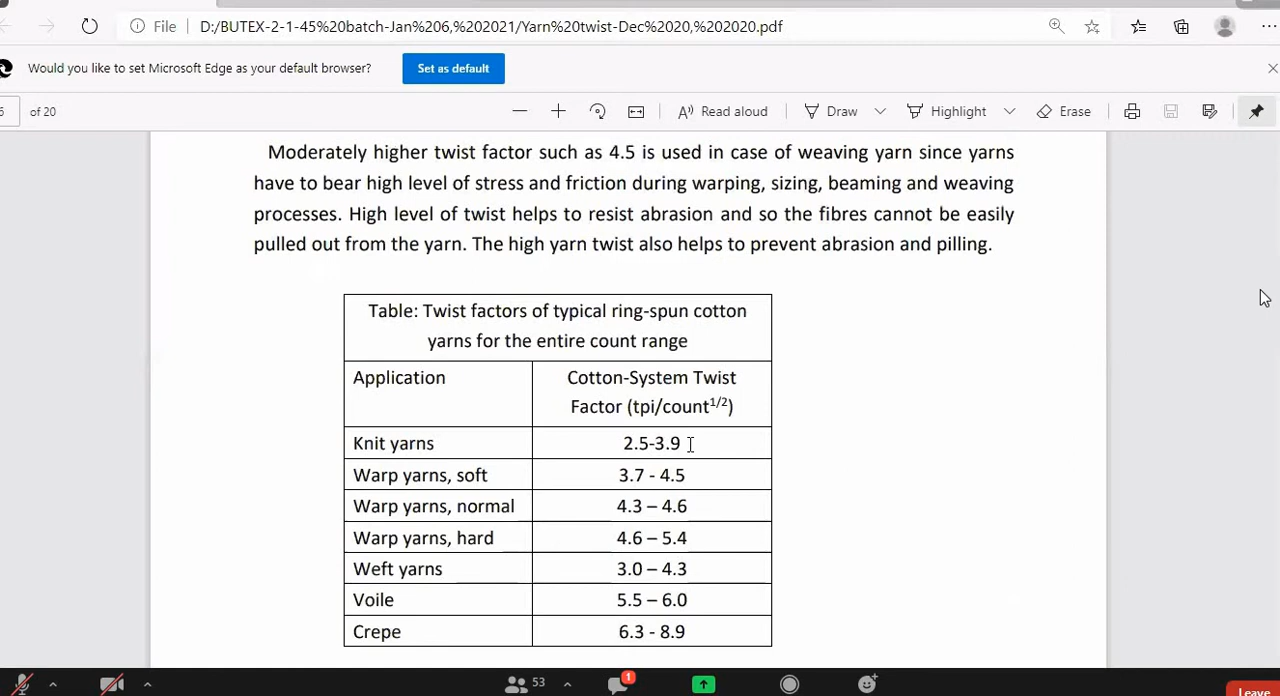 File D:/BUTEX-2-1-45%20batch-Jan%206,%202021/Yarn%20twist-Dec%2020,%202020.pdf
Would you like to set Microsoft Edge as your default browser? Set as default
of 20 Read aloud Draw Highlight Erase
Moderately higher twist factor such as 4.5 is used in case of weaving yarn since yarns
have to bear high level of stress and friction during warping, sizing, beaming and weaving
processes. High level of twist helps to resist abrasion and so the fibres cannot be easily
pulled out from the yarn. The high yarn twist also helps to prevent abrasion and pilling.
Table: Twist factors of typical ring-spun cotton
yarns for the entire count range
Application Cotton-System Twist
Factor (tpi/count^1/2)
Knit yarns 2.5-3.9
Warp yarns, soft 3.7 - 4.5
Warp yarns, normal 4.3 – 4.6
Warp yarns, hard 4.6 – 5.4
Weft yarns 3.0 – 4.3
Voile 5.5 – 6.0
Crepe 6.3 - 8.9
53 1 Leave